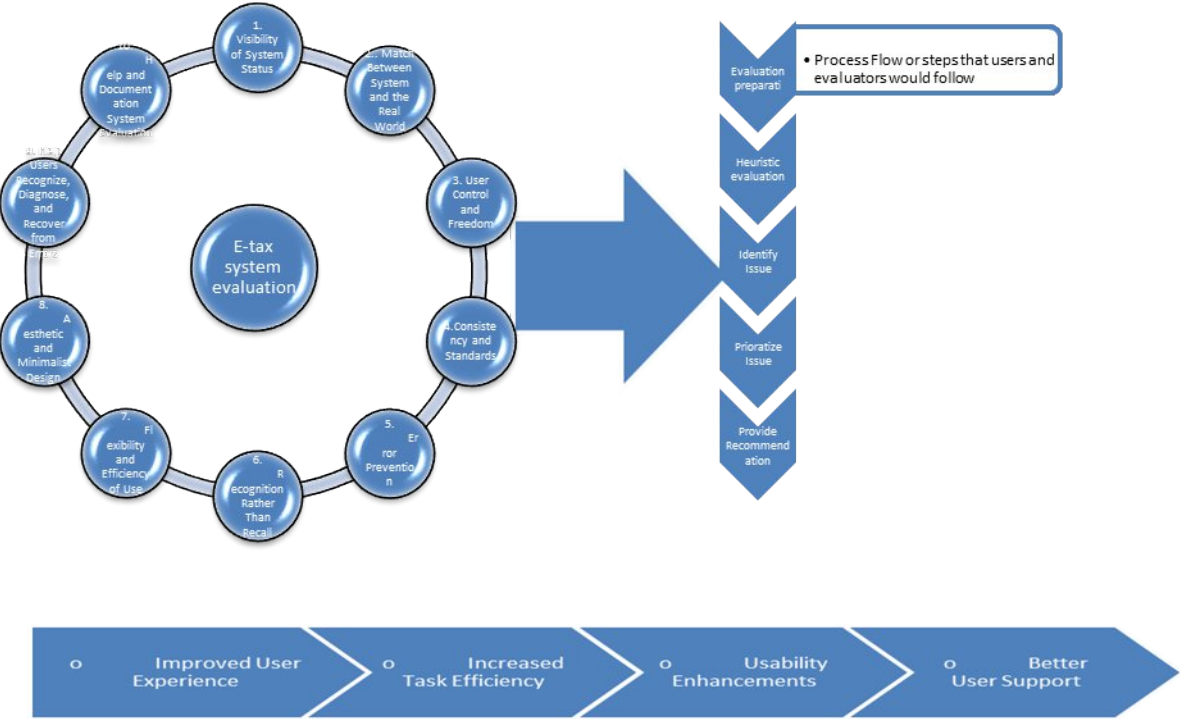 1.
Visibility
of System
Status
2. Match
Between
System
and the
Real
World
3. User
Control
and
Freedom
4.Consiste
ncy and
Standards
5.
Er
ror
Preventio
n
6.
R
ecognition
Rather
Than
Recall
7.
Fl
exibility
and
Efficiency
of Use
8.
A
esthetic
and
Minimalist
Design
Users
Recognize,
Diagnose,
and
Recover
from
10.
H
elp and
Document
ation
System
Evaluation
E-tax
system
evaluation
Evaluation
preparati
• Process Flow or steps that users and
evaluators would follow
Heuristic
evaluation
Identify
Issue
Prioratize
Issue
Provide
Recommend
ation
o Improved User
Experience
o Increased
Task Efficiency
o Usability
Enhancements
o Better
User Support